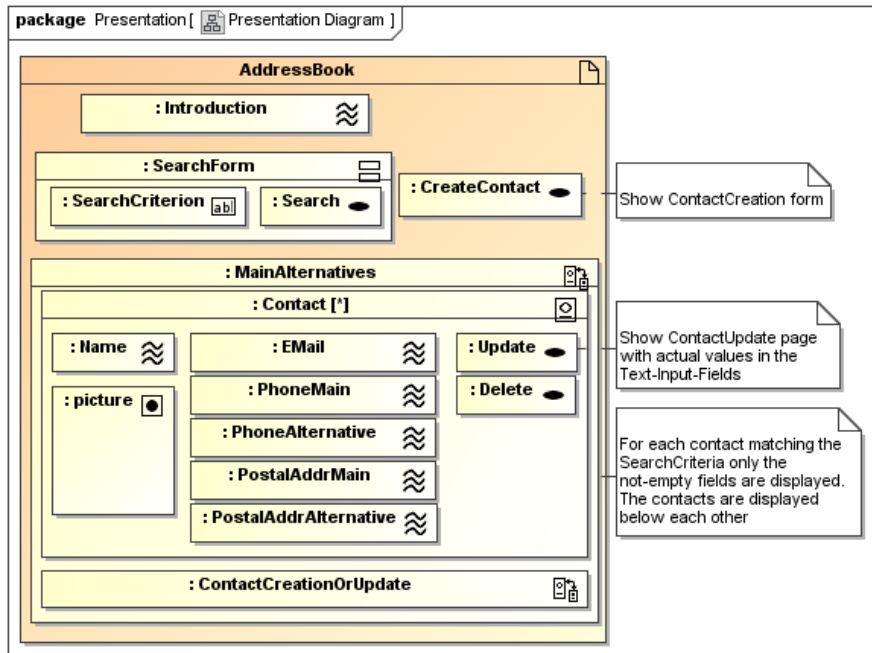 package Presentation [ Presentation Diagram ]
AddressBook
: Introduction
: SearchForm
: SearchCriterion ab|
: Search
: CreateContact
Show ContactCreation form
: MainAlternatives
: Contact [*]
: Name
: EMail
: Update
Show ContactUpdate page
with actual values in the
Text-Input-Fields
: picture
: PhoneMain
: Delete
: PhoneAlternative
: PostalAddrMain
: PostalAddrAlternative
For each contact matching the
SearchCriteria only the
not-empty fields are displayed.
The contacts are displayed
below each other
: ContactCreationOrUpdate